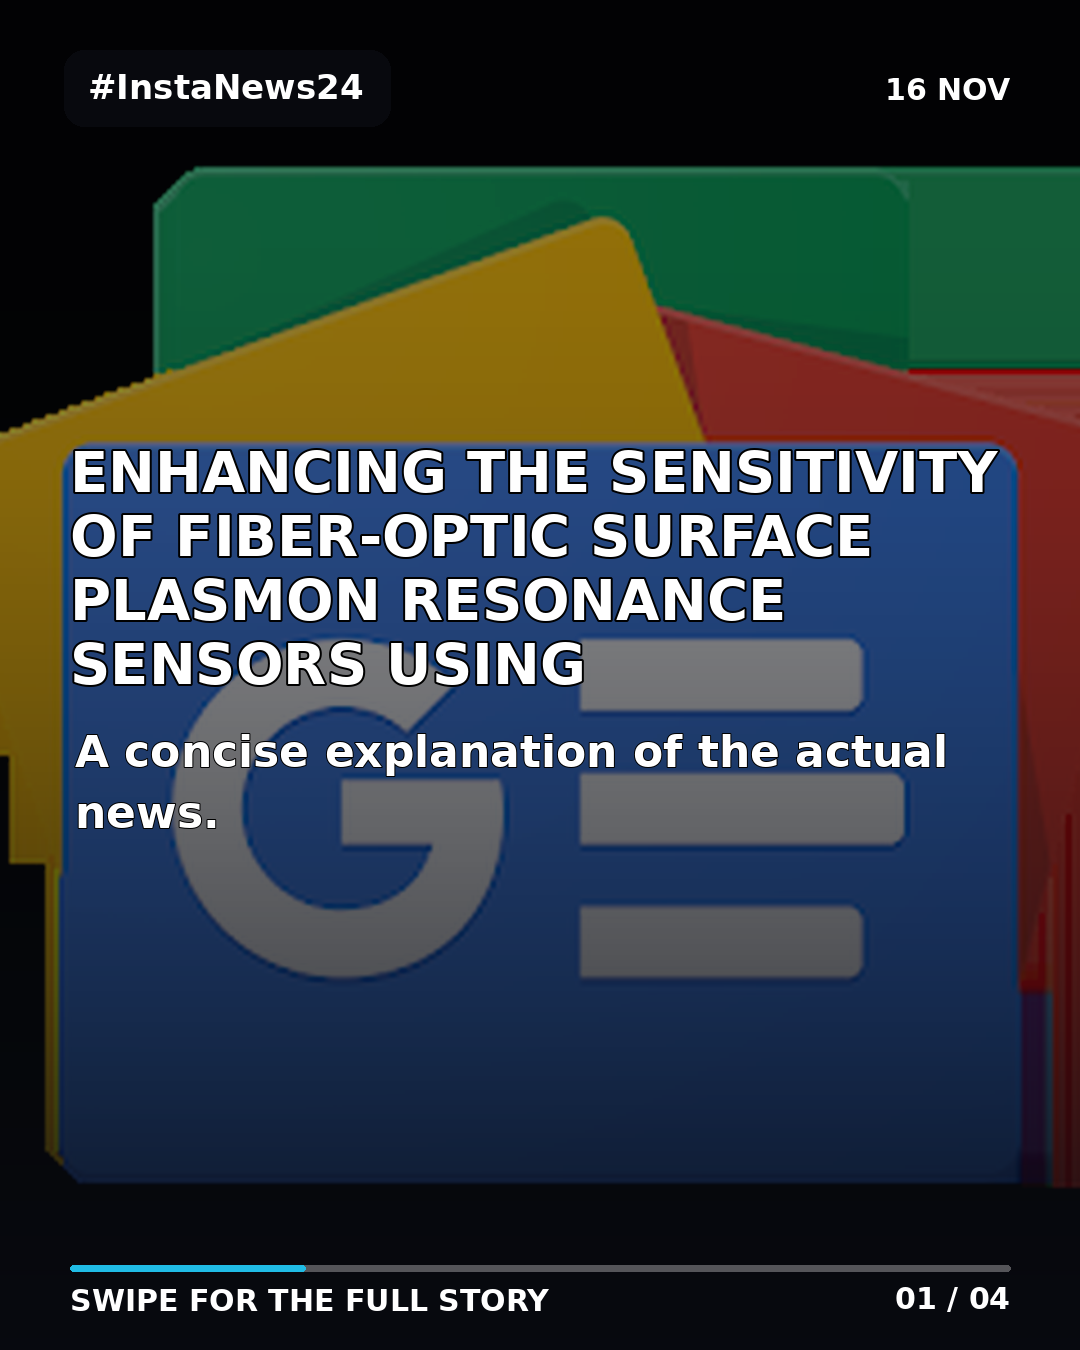 #InstaNews24
16 NOV
ENHANCING THE SENSITIVITY
OF FIBER-OPTIC SURFACE
PLASMON RESONANCE
SENSORS USING
A concise explanation of the actual
news.
G
SWIPE FOR THE FULL STORY
01 / 04